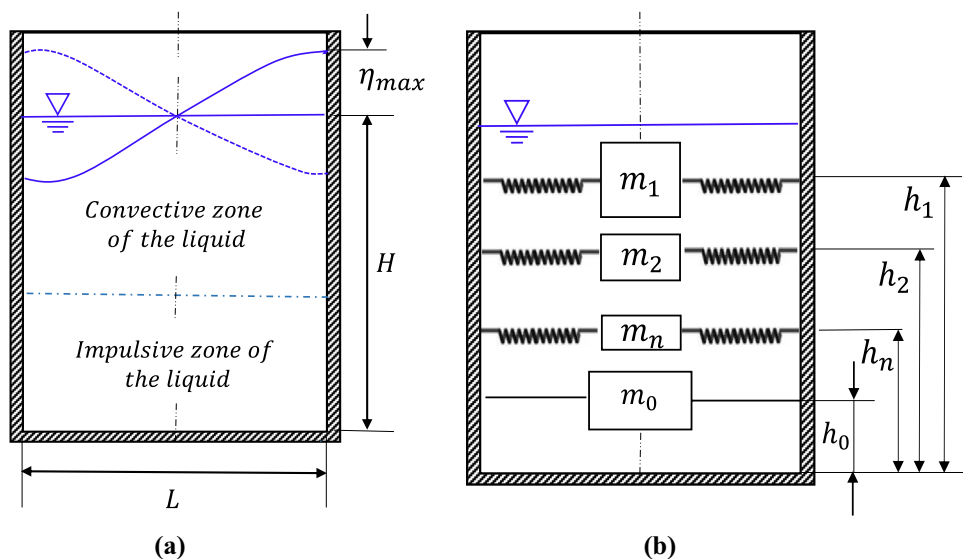 η_max
Convective zone
of the liquid
H
Impulsive zone of
the liquid
L
(a)
m_1
h_1
m_2
h_2
m_n
h_n
m_0
h_0
(b)